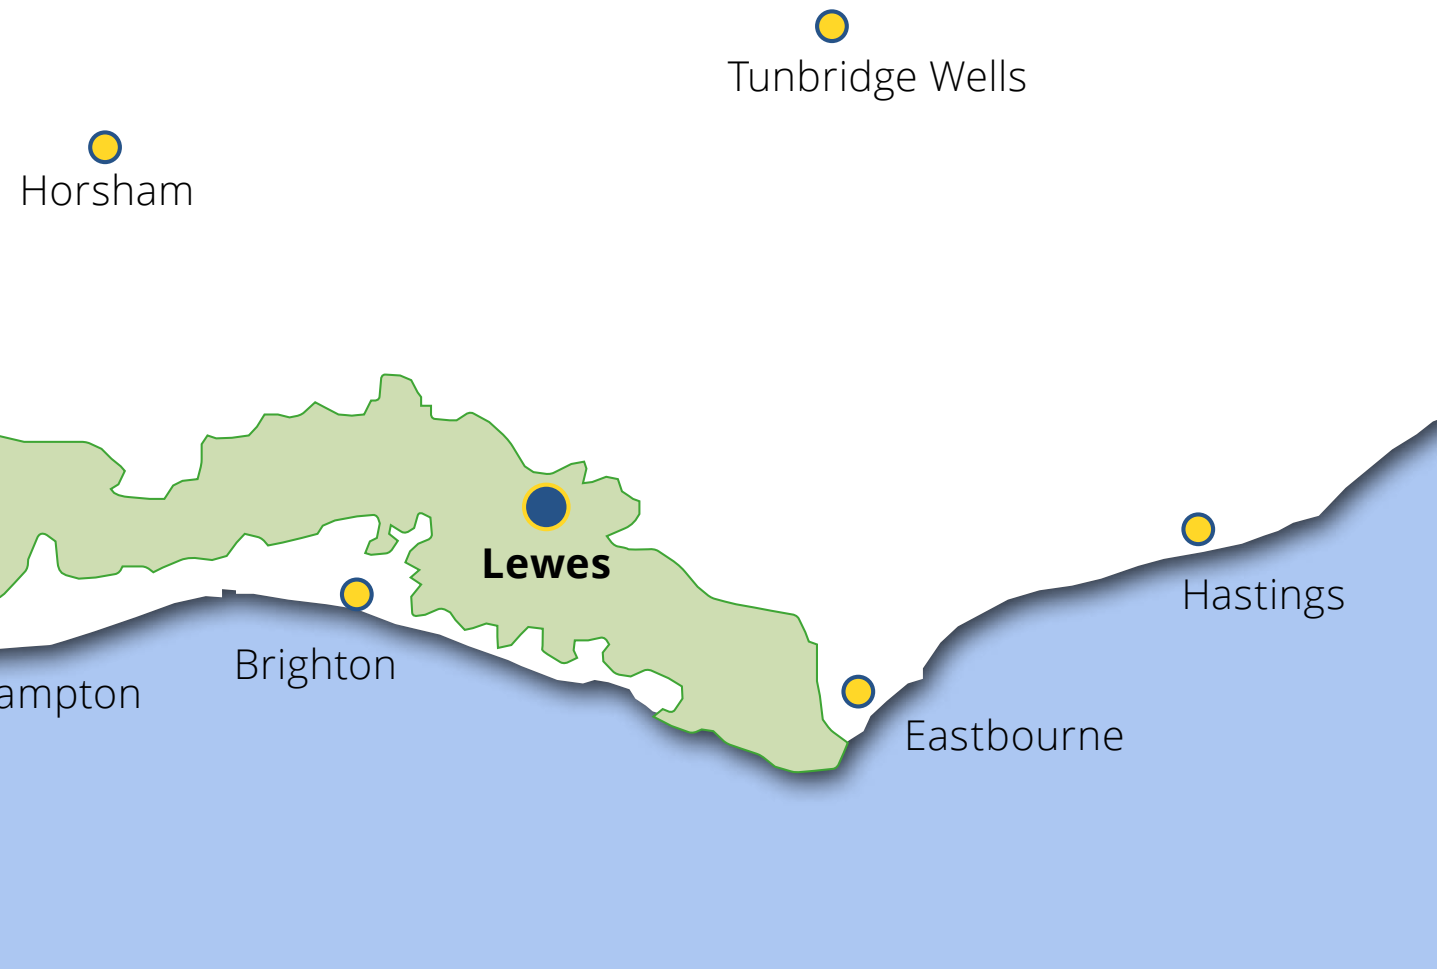 Tunbridge Wells
Horsham
Lewes
Hastings
Brighton
ampton
Eastbourne